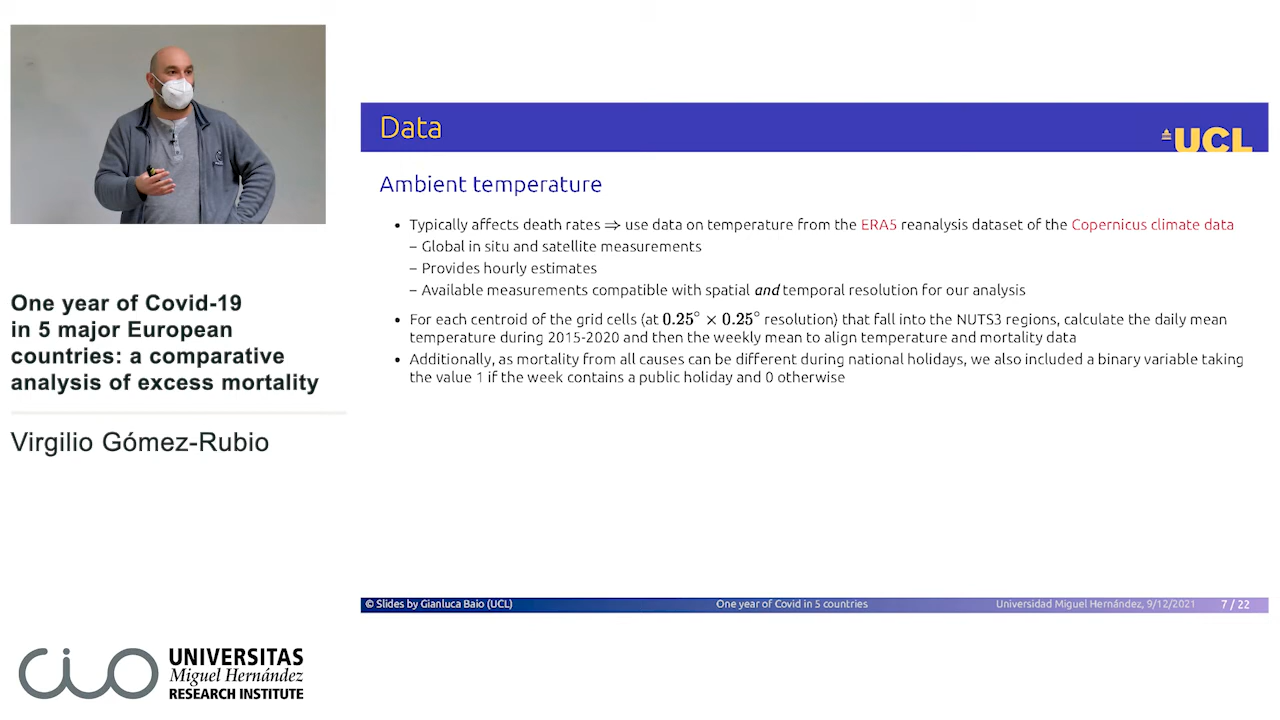 Data
UCL
Ambient temperature
• Typically affects death rates ⇒ use data on temperature from the ERA5 reanalysis dataset of the Copernicus climate data
– Global in situ and satellite measurements
– Provides hourly estimates
– Available measurements compatible with spatial and temporal resolution for our analysis
• For each centroid of the grid cells (at 0.25° × 0.25° resolution) that fall into the NUTS3 regions, calculate the daily mean
temperature during 2015-2020 and then the weekly mean to align temperature and mortality data
• Additionally, as mortality from all causes can be different during national holidays, we also included a binary variable taking
the value 1 if the week contains a public holiday and 0 otherwise
© Slides by Gianluca Baio (UCL)
One year of Covid in 5 countries
Universidad Miguel Hernández, 9/12/2021
7 / 22
One year of Covid-19
in 5 major European
countries: a comparative
analysis of excess mortality
Virgilio Gómez-Rubio
cio
UNIVERSITAS
Miguel Hernández
RESEARCH INSTITUTE